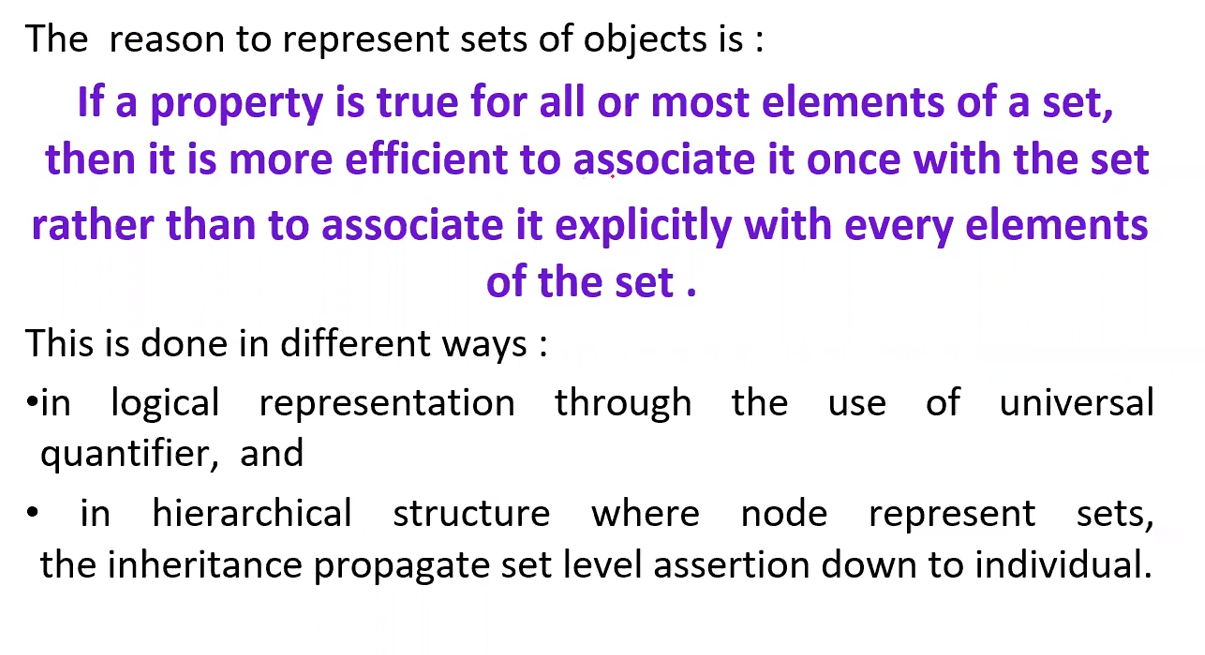 The reason to represent sets of objects is :
If a property is true for all or most elements of a set,
then it is more efficient to associate it once with the set
rather than to associate it explicitly with every elements
of the set .
This is done in different ways :
•in logical representation through the use of universal
quantifier, and
• in hierarchical structure where node represent sets,
the inheritance propagate set level assertion down to individual.